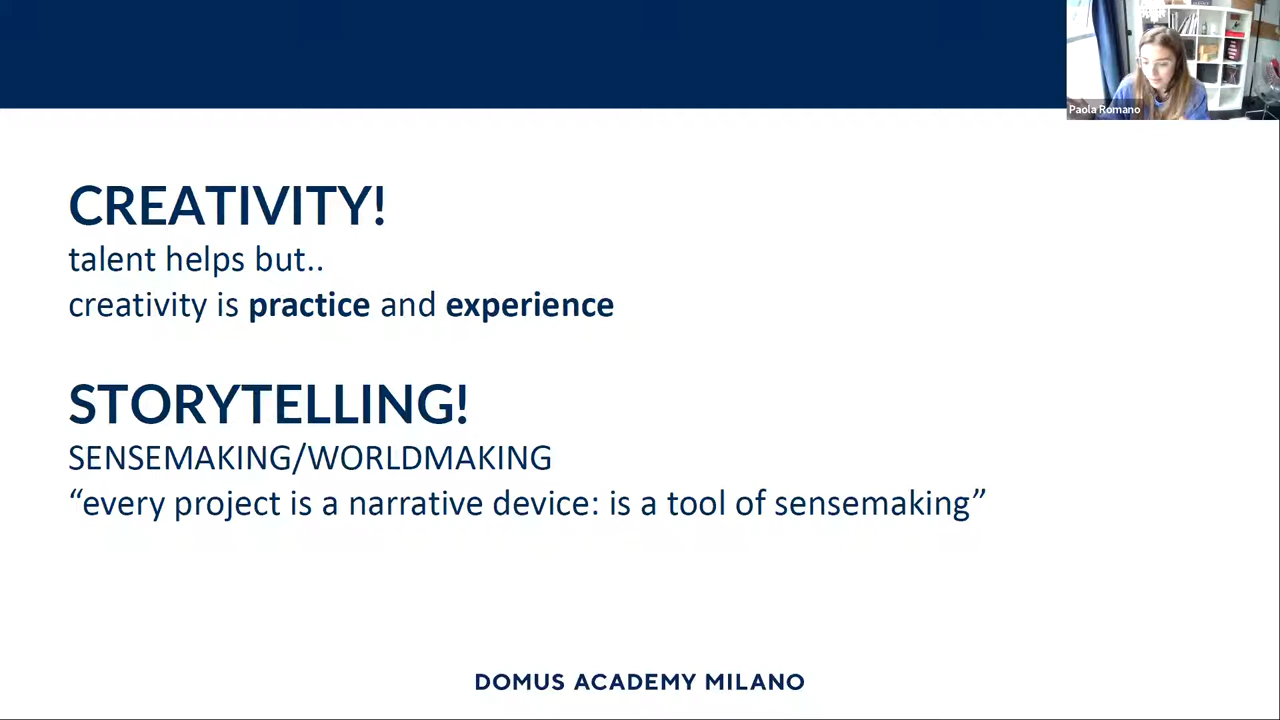 Paola Romano
CREATIVITY!
talent helps but..
creativity is practice and experience
STORYTELLING!
SENSEMAKING/WORLDMAKING
“every project is a narrative device: is a tool of sensemaking”
DOMUS ACADEMY MILANO